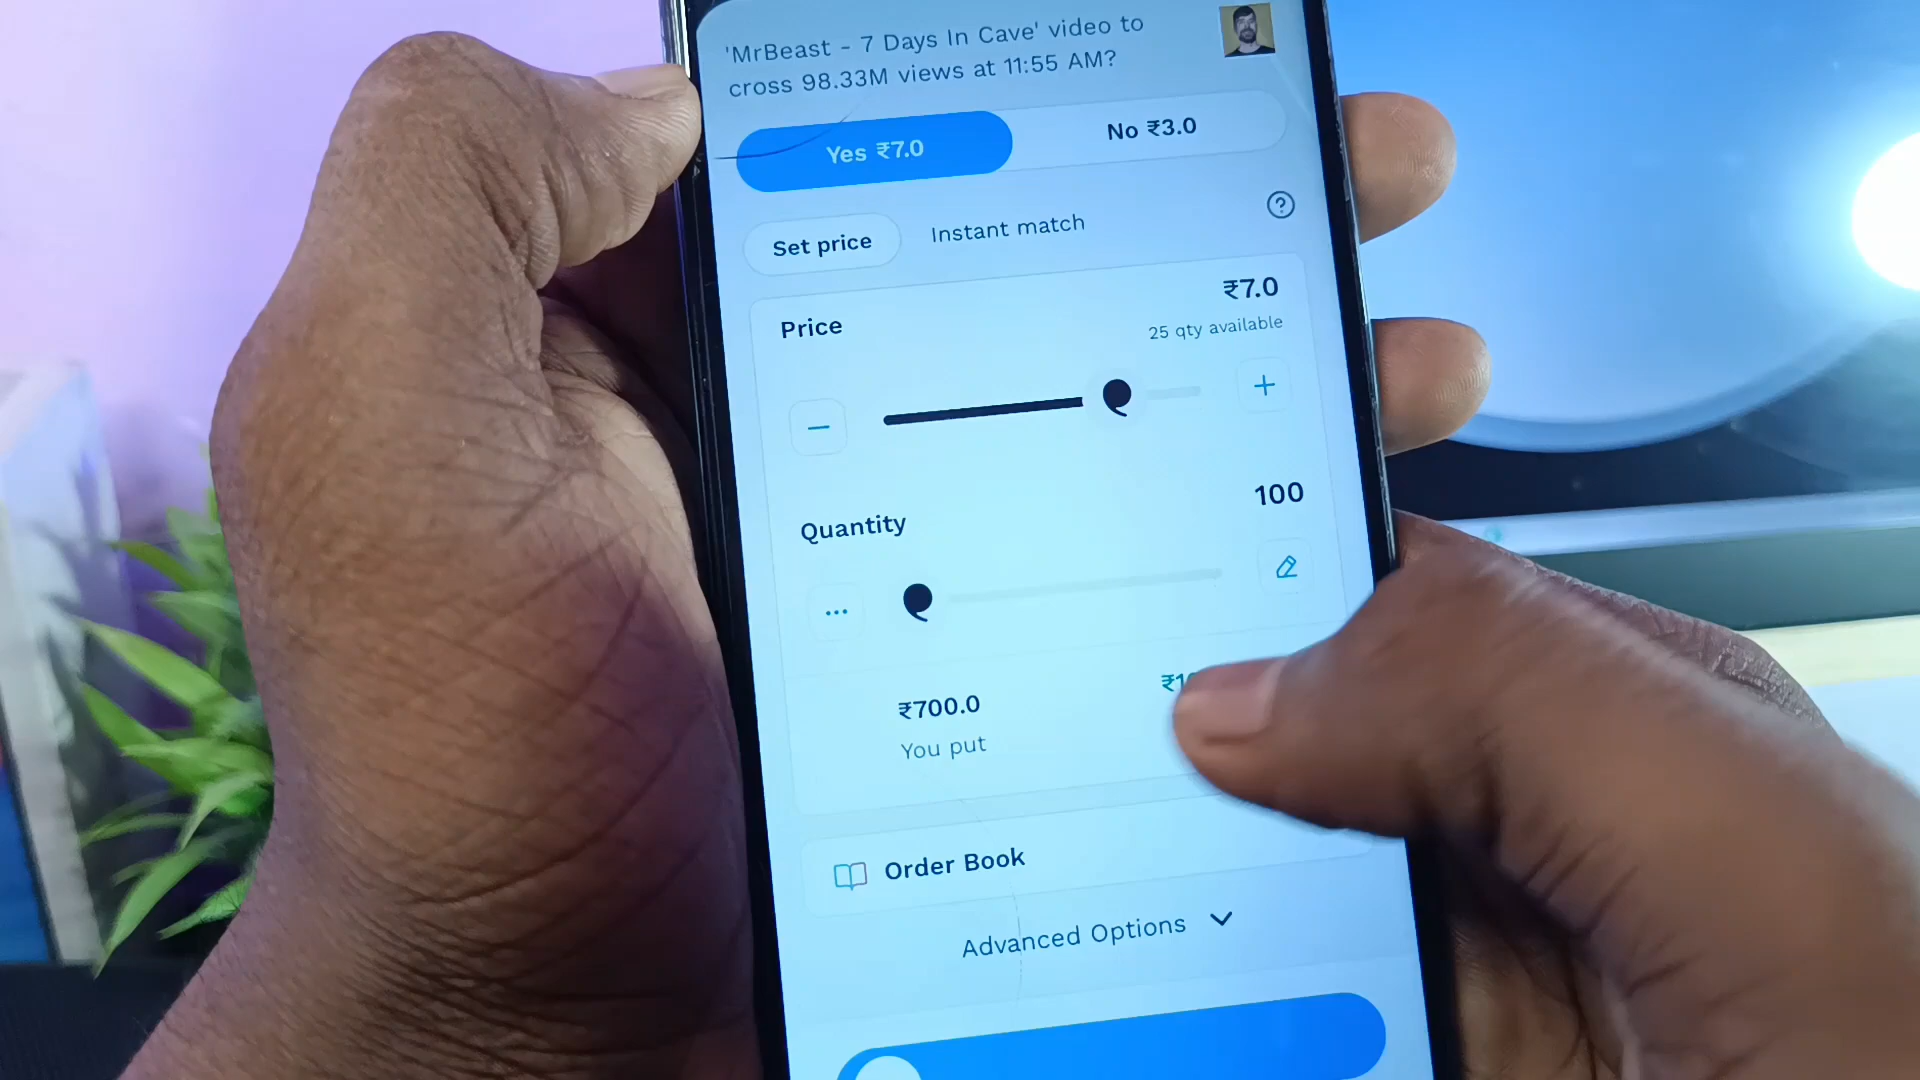 'MrBeast - 7 Days In Cave' video to
cross 98.33M views at 11:55 AM?
Yes ₹7.0
No ₹3.0
Set price
Instant match
Price
₹7.0
25 qty available
Quantity
100
₹700.0
You put
Order Book
Advanced Options